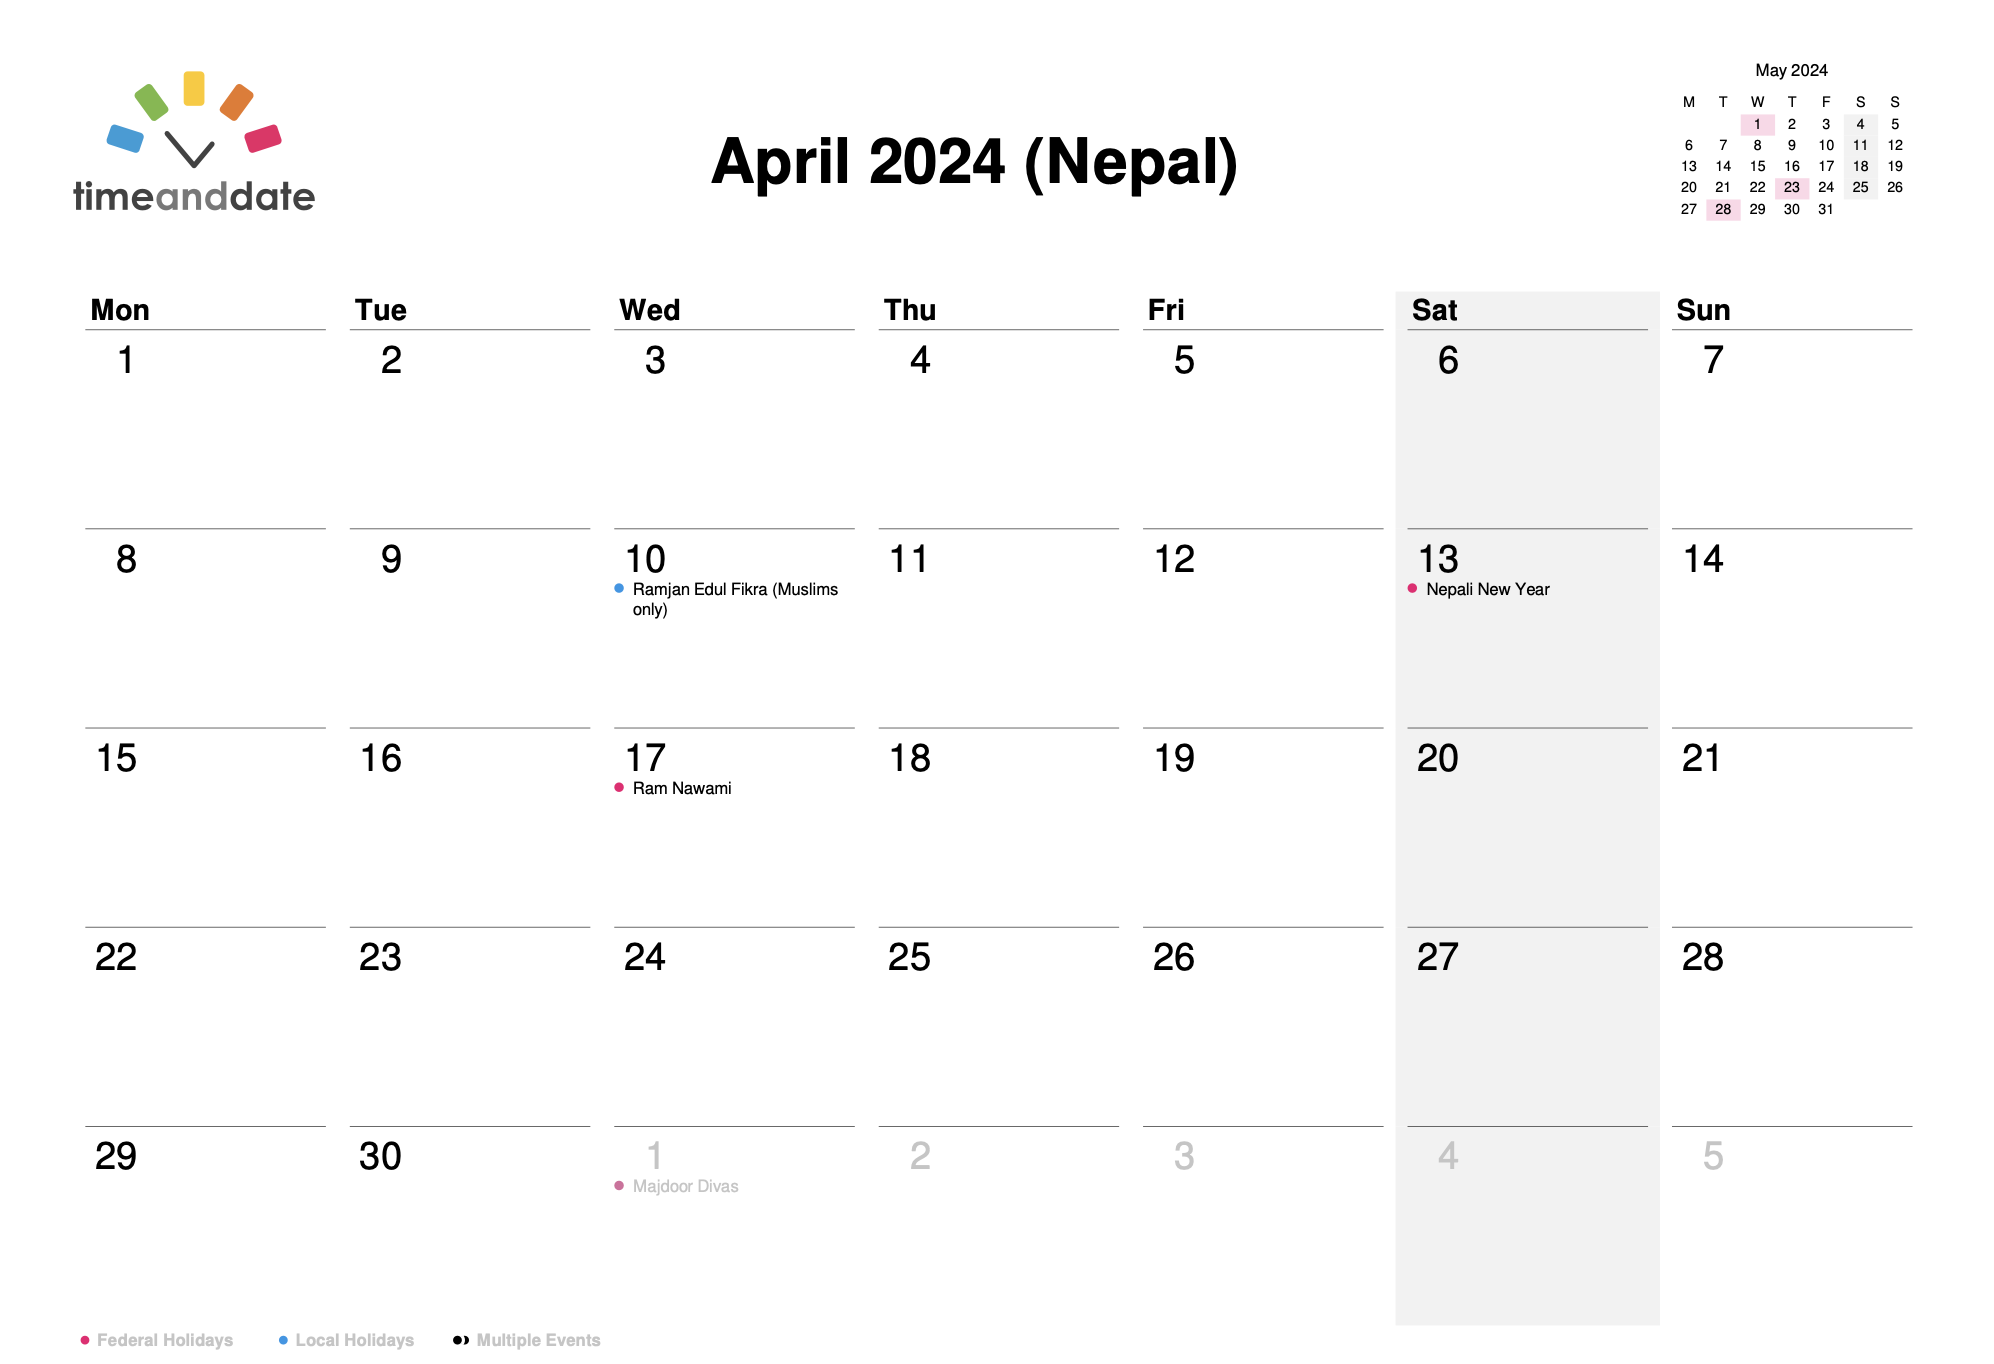 timeanddate
April 2024 (Nepal)
May 2024
M T W T F S S
1 2 3 4 5
6 7 8 9 10 11 12
13 14 15 16 17 18 19
20 21 22 23 24 25 26
27 28 29 30 31
Mon Tue Wed Thu Fri Sat Sun
1 2 3 4 5 6 7
8 9 10 11 12 13 14
Ramjan Edul Fikra (Muslims
only)
Nepali New Year
15 16 17 18 19 20 21
Ram Nawami
22 23 24 25 26 27 28
29 30 1 2 3 4 5
Majdoor Divas
Federal Holidays Local Holidays Multiple Events